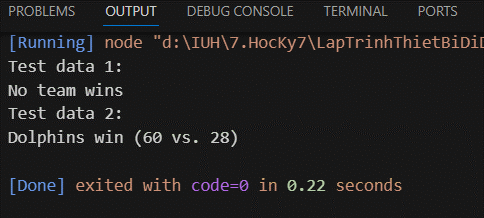 PROBLEMS OUTPUT DEBUG CONSOLE TERMINAL PORTS
[Running] node "d:\IUH\7.HocKy7\LapTrinhThietBiDiD
Test data 1:
No team wins
Test data 2:
Dolphins win (60 vs. 28)
[Done] exited with code=0 in 0.22 seconds